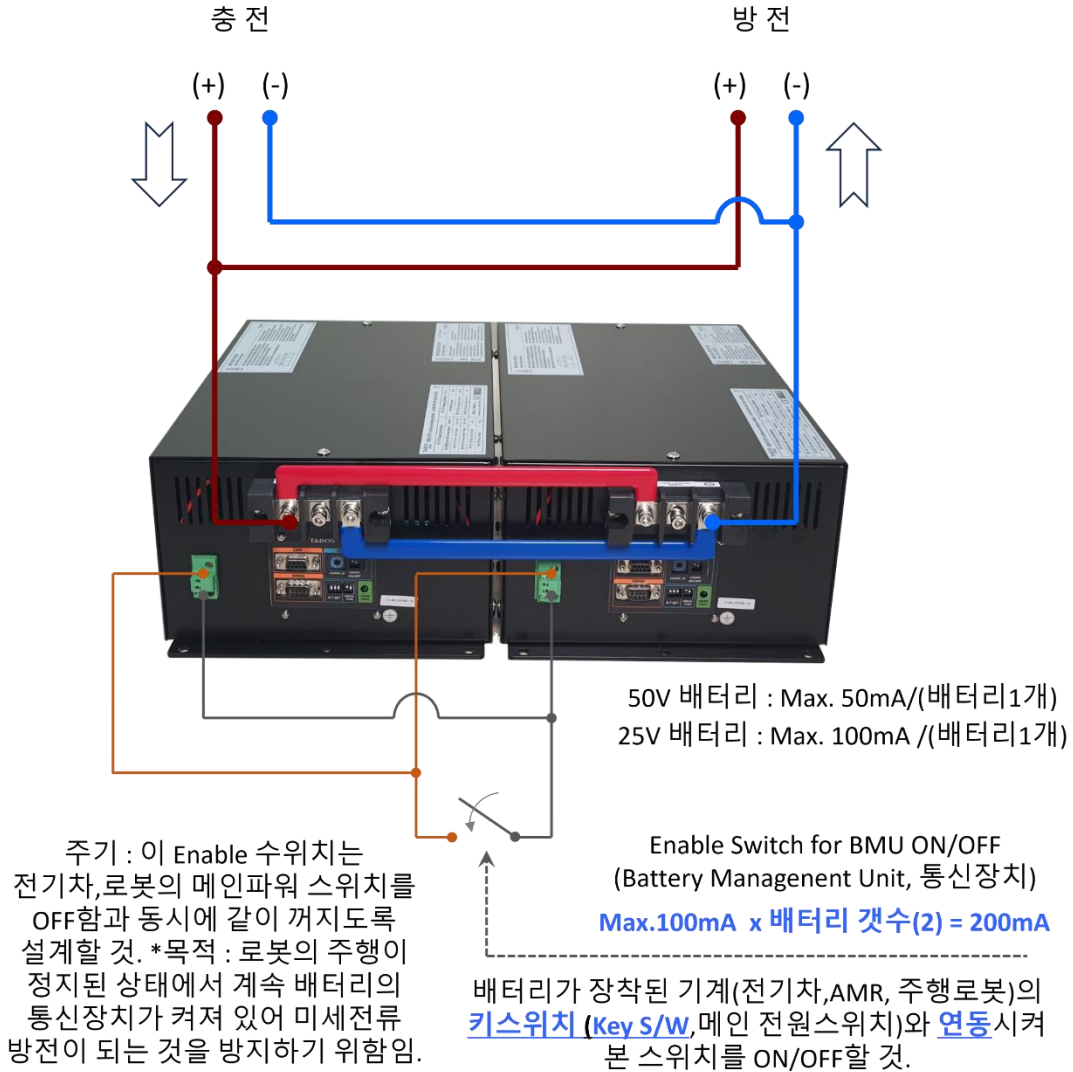 충 전
방 전
(+) (-)
(+) (-)
TAROS
50V 배터리 : Max. 50mA/(배터리1개)
25V 배터리 : Max. 100mA /(배터리1개)
주기 : 이 Enable 수위치는
전기차,로봇의 메인파워 스위치를
OFF함과 동시에 같이 꺼지도록
설계할 것. *목적 : 로봇의 주행이
정지된 상태에서 계속 배터리의
통신장치가 켜져 있어 미세전류
방전이 되는 것을 방지하기 위함임.
Enable Switch for BMU ON/OFF
(Battery Managenent Unit, 통신장치)
Max.100mA x 배터리 갯수(2) = 200mA
배터리가 장착된 기계(전기차,AMR, 주행로봇)의
키스위치 (Key S/W,메인 전원스위치)와 연동시켜
본 스위치를 ON/OFF할 것.